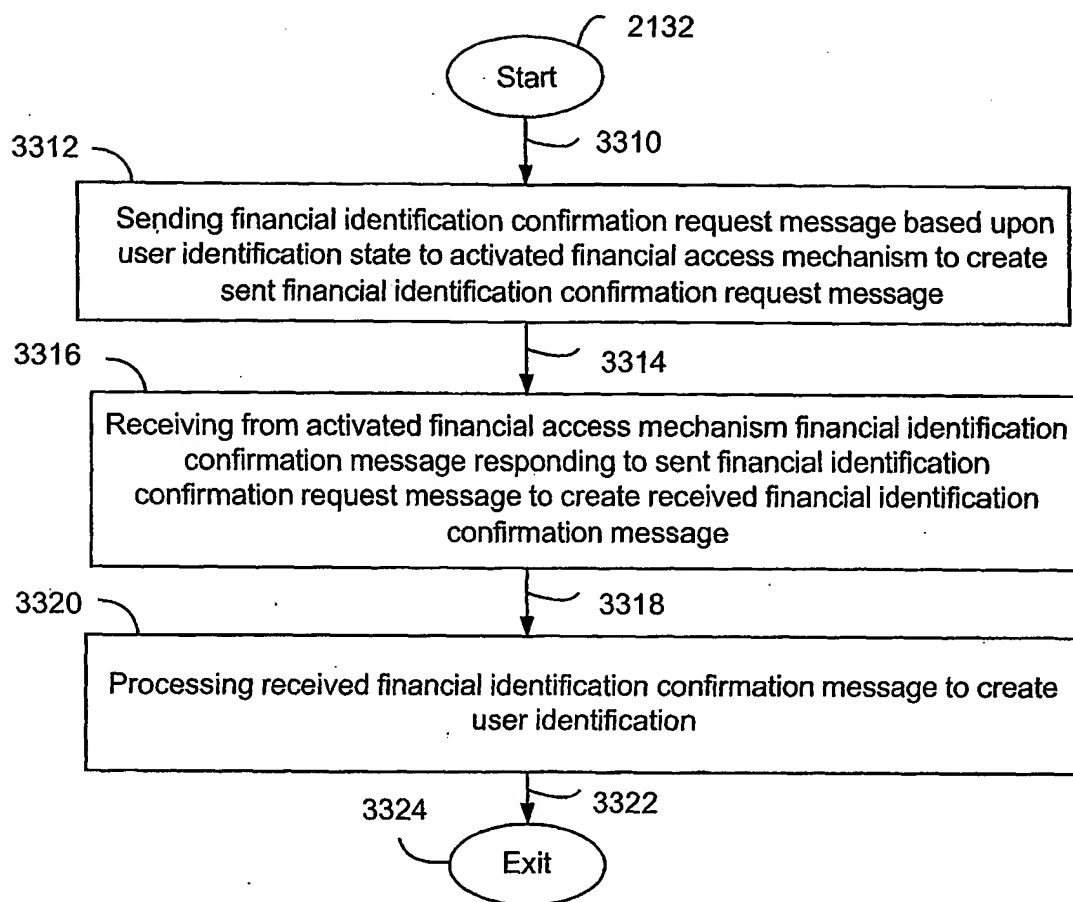 2132
Start
3310
3312
Sending financial identification confirmation request message based upon
user identification state to activated financial access mechanism to create
sent financial identification confirmation request message
3314
3316
Receiving from activated financial access mechanism financial identification
confirmation message responding to sent financial identification
confirmation request message to create received financial identification
confirmation message
3318
3320
Processing received financial identification confirmation message to create
user identification
3322
3324
Exit